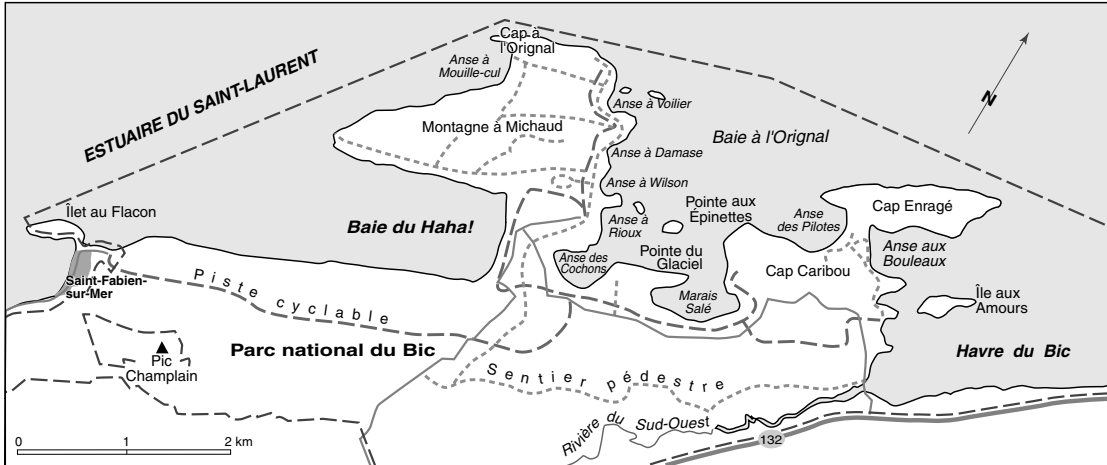 Cap à
l'Orignal
Anse à
Mouille-cul
ESTUAIRE DU SAINT-LAURENT
N
Anse à Voilier
Montagne à Michaud
Baie à l'Orignal
Anse à Damase
Anse à Wilson
Îlet au Flacon
Baie du Haha!
Anse à
Rioux
Pointe aux
Épinettes
Anse
des Pilotes
Cap Enragé
Anse aux
Bouleaux
Anse des
Cochons
Pointe du
Glaciel
Cap Caribou
Saint-Fabien-
sur-Mer
Piste cyclable
Marais
Salé
Île aux
Amours
Parc national du Bic
Havre du Bic
Pic
Champlain
Sentier pédestre
Rivière du Sud-Ouest
132
0 1 2 km